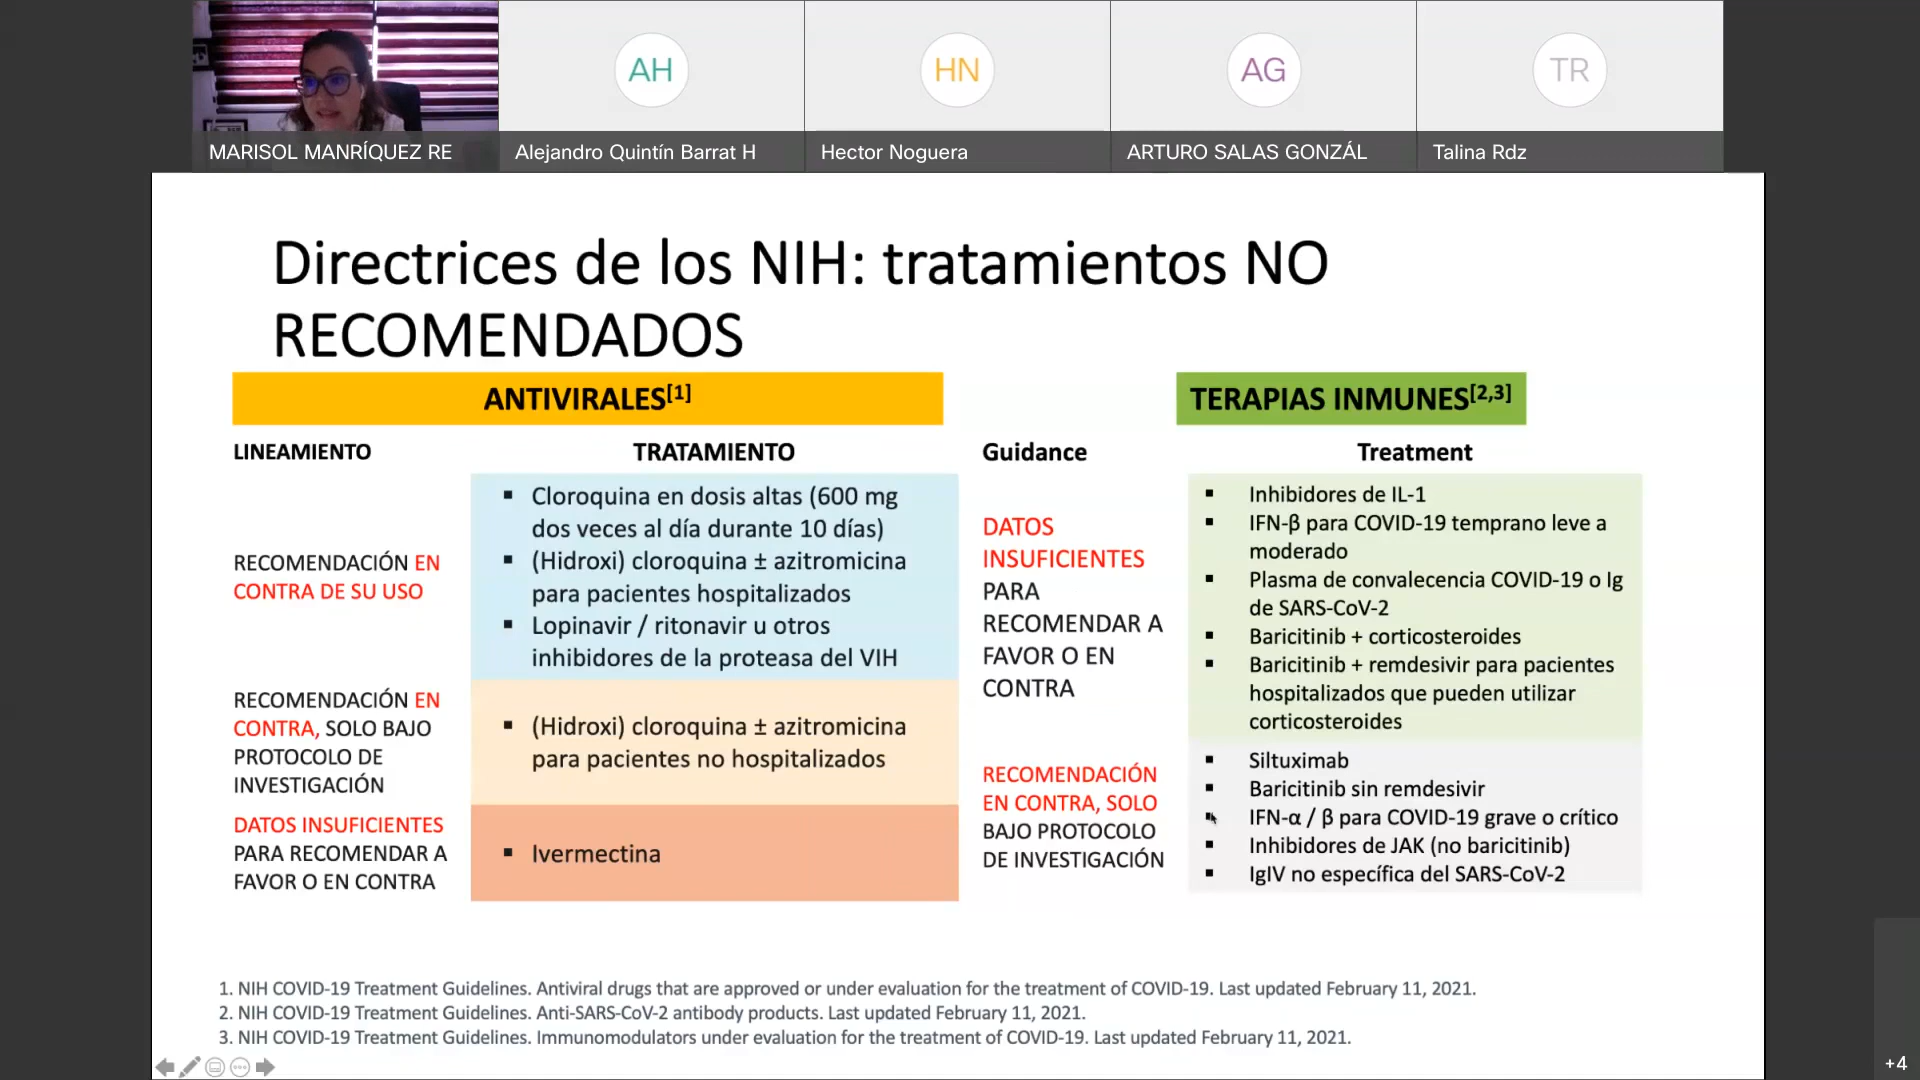 AH
HN
AG
TR
MARISOL MANRÍQUEZ RE
Alejandro Quintín Barrat H
Hector Noguera
ARTURO SALAS GONZÁL
Talina Rdz
Directrices de los NIH: tratamientos NO
RECOMENDADOS
ANTIVIRALES[1]
LINEAMIENTO
TRATAMIENTO
RECOMENDACIÓN EN
CONTRA DE SU USO
▪ Cloroquina en dosis altas (600 mg
dos veces al día durante 10 días)
▪ (Hidroxi) cloroquina ± azitromicina
para pacientes hospitalizados
▪ Lopinavir / ritonavir u otros
inhibidores de la proteasa del VIH
RECOMENDACIÓN EN
CONTRA, SOLO BAJO
PROTOCOLO DE
INVESTIGACIÓN
▪ (Hidroxi) cloroquina ± azitromicina
para pacientes no hospitalizados
DATOS INSUFICIENTES
PARA RECOMENDAR A
FAVOR O EN CONTRA
▪ Ivermectina
TERAPIAS INMUNES[2,3]
Guidance
Treatment
DATOS
INSUFICIENTES
PARA
RECOMENDAR A
FAVOR O EN
CONTRA
▪ Inhibidores de IL-1
▪ IFN-β para COVID-19 temprano leve a
moderado
▪ Plasma de convalecencia COVID-19 o Ig
de SARS-CoV-2
▪ Baricitinib + corticosteroides
▪ Baricitinib + remdesivir para pacientes
hospitalizados que pueden utilizar
corticosteroides
RECOMENDACIÓN
EN CONTRA, SOLO
BAJO PROTOCOLO
DE INVESTIGACIÓN
▪ Siltuximab
▪ Baricitinib sin remdesivir
▪ IFN-α / β para COVID-19 grave o crítico
▪ Inhibidores de JAK (no baricitinib)
▪ IgIV no específica del SARS-CoV-2
1. NIH COVID-19 Treatment Guidelines. Antiviral drugs that are approved or under evaluation for the treatment of COVID-19. Last updated February 11, 2021.
2. NIH COVID-19 Treatment Guidelines. Anti-SARS-CoV-2 antibody products. Last updated February 11, 2021.
3. NIH COVID-19 Treatment Guidelines. Immunomodulators under evaluation for the treatment of COVID-19. Last updated February 11, 2021.
+4